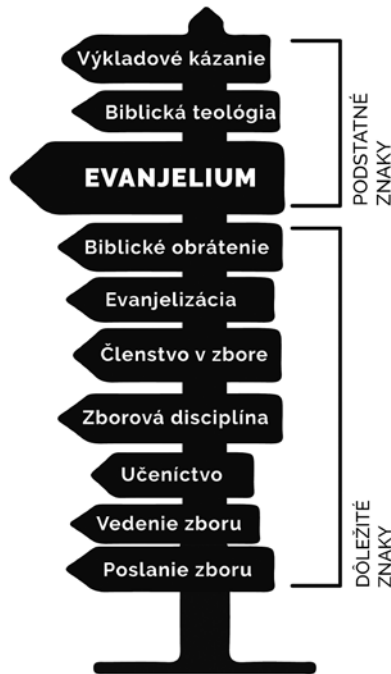 Výkladové kázanie
Biblická teológia
EVANJELIUM
PODSTATNÉ
ZNAKY
Biblické obrátenie
Evanjelizácia
Členstvo v zbore
Zborová disciplína
Učeníctvo
Vedenie zboru
Poslanie zboru
DÔLEŽITÉ
ZNAKY